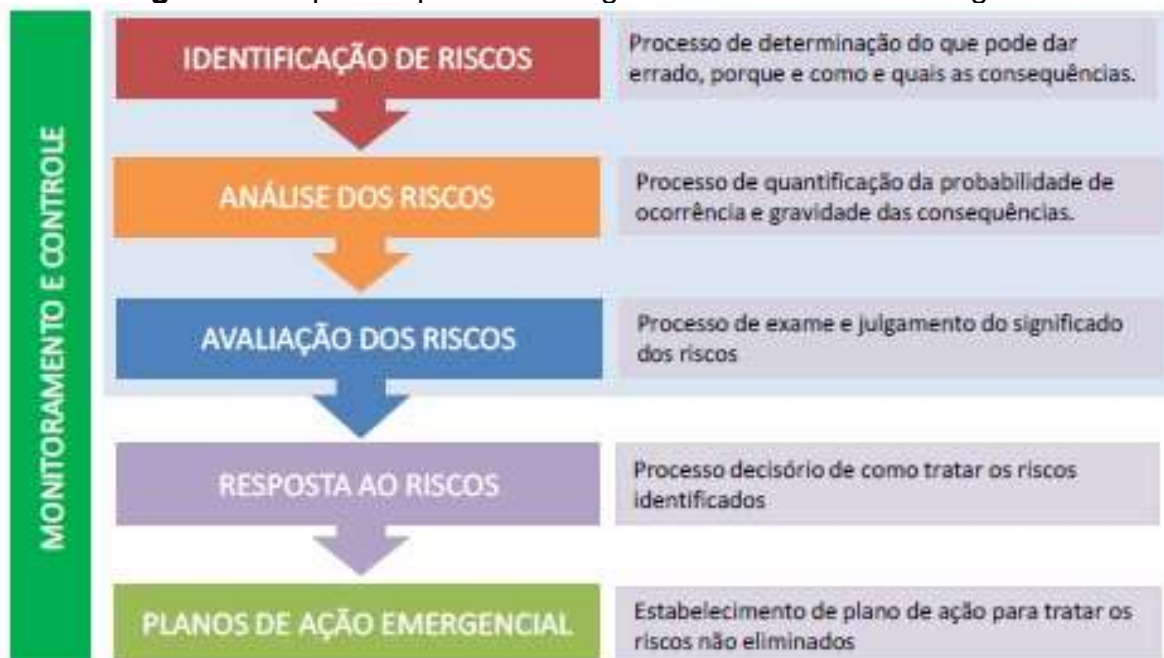 IDENTIFICAÇÃO DE RISCOS
Processo de determinação do que pode dar
errado, porque e como e quais as consequências.
ANÁLISE DOS RISCOS
Processo de quantificação da probabilidade de
ocorrência e gravidade das consequências.
AVALIAÇÃO DOS RISCOS
Processo de exame e julgamento do significado
dos riscos
RESPOSTA AO RISCOS
Processo decisório de como tratar os riscos
identificados
PLANOS DE AÇÃO EMERGENCIAL
Estabelecimento de plano de ação para tratar os
riscos não eliminados
MONITORAMENTO E CONTROLE